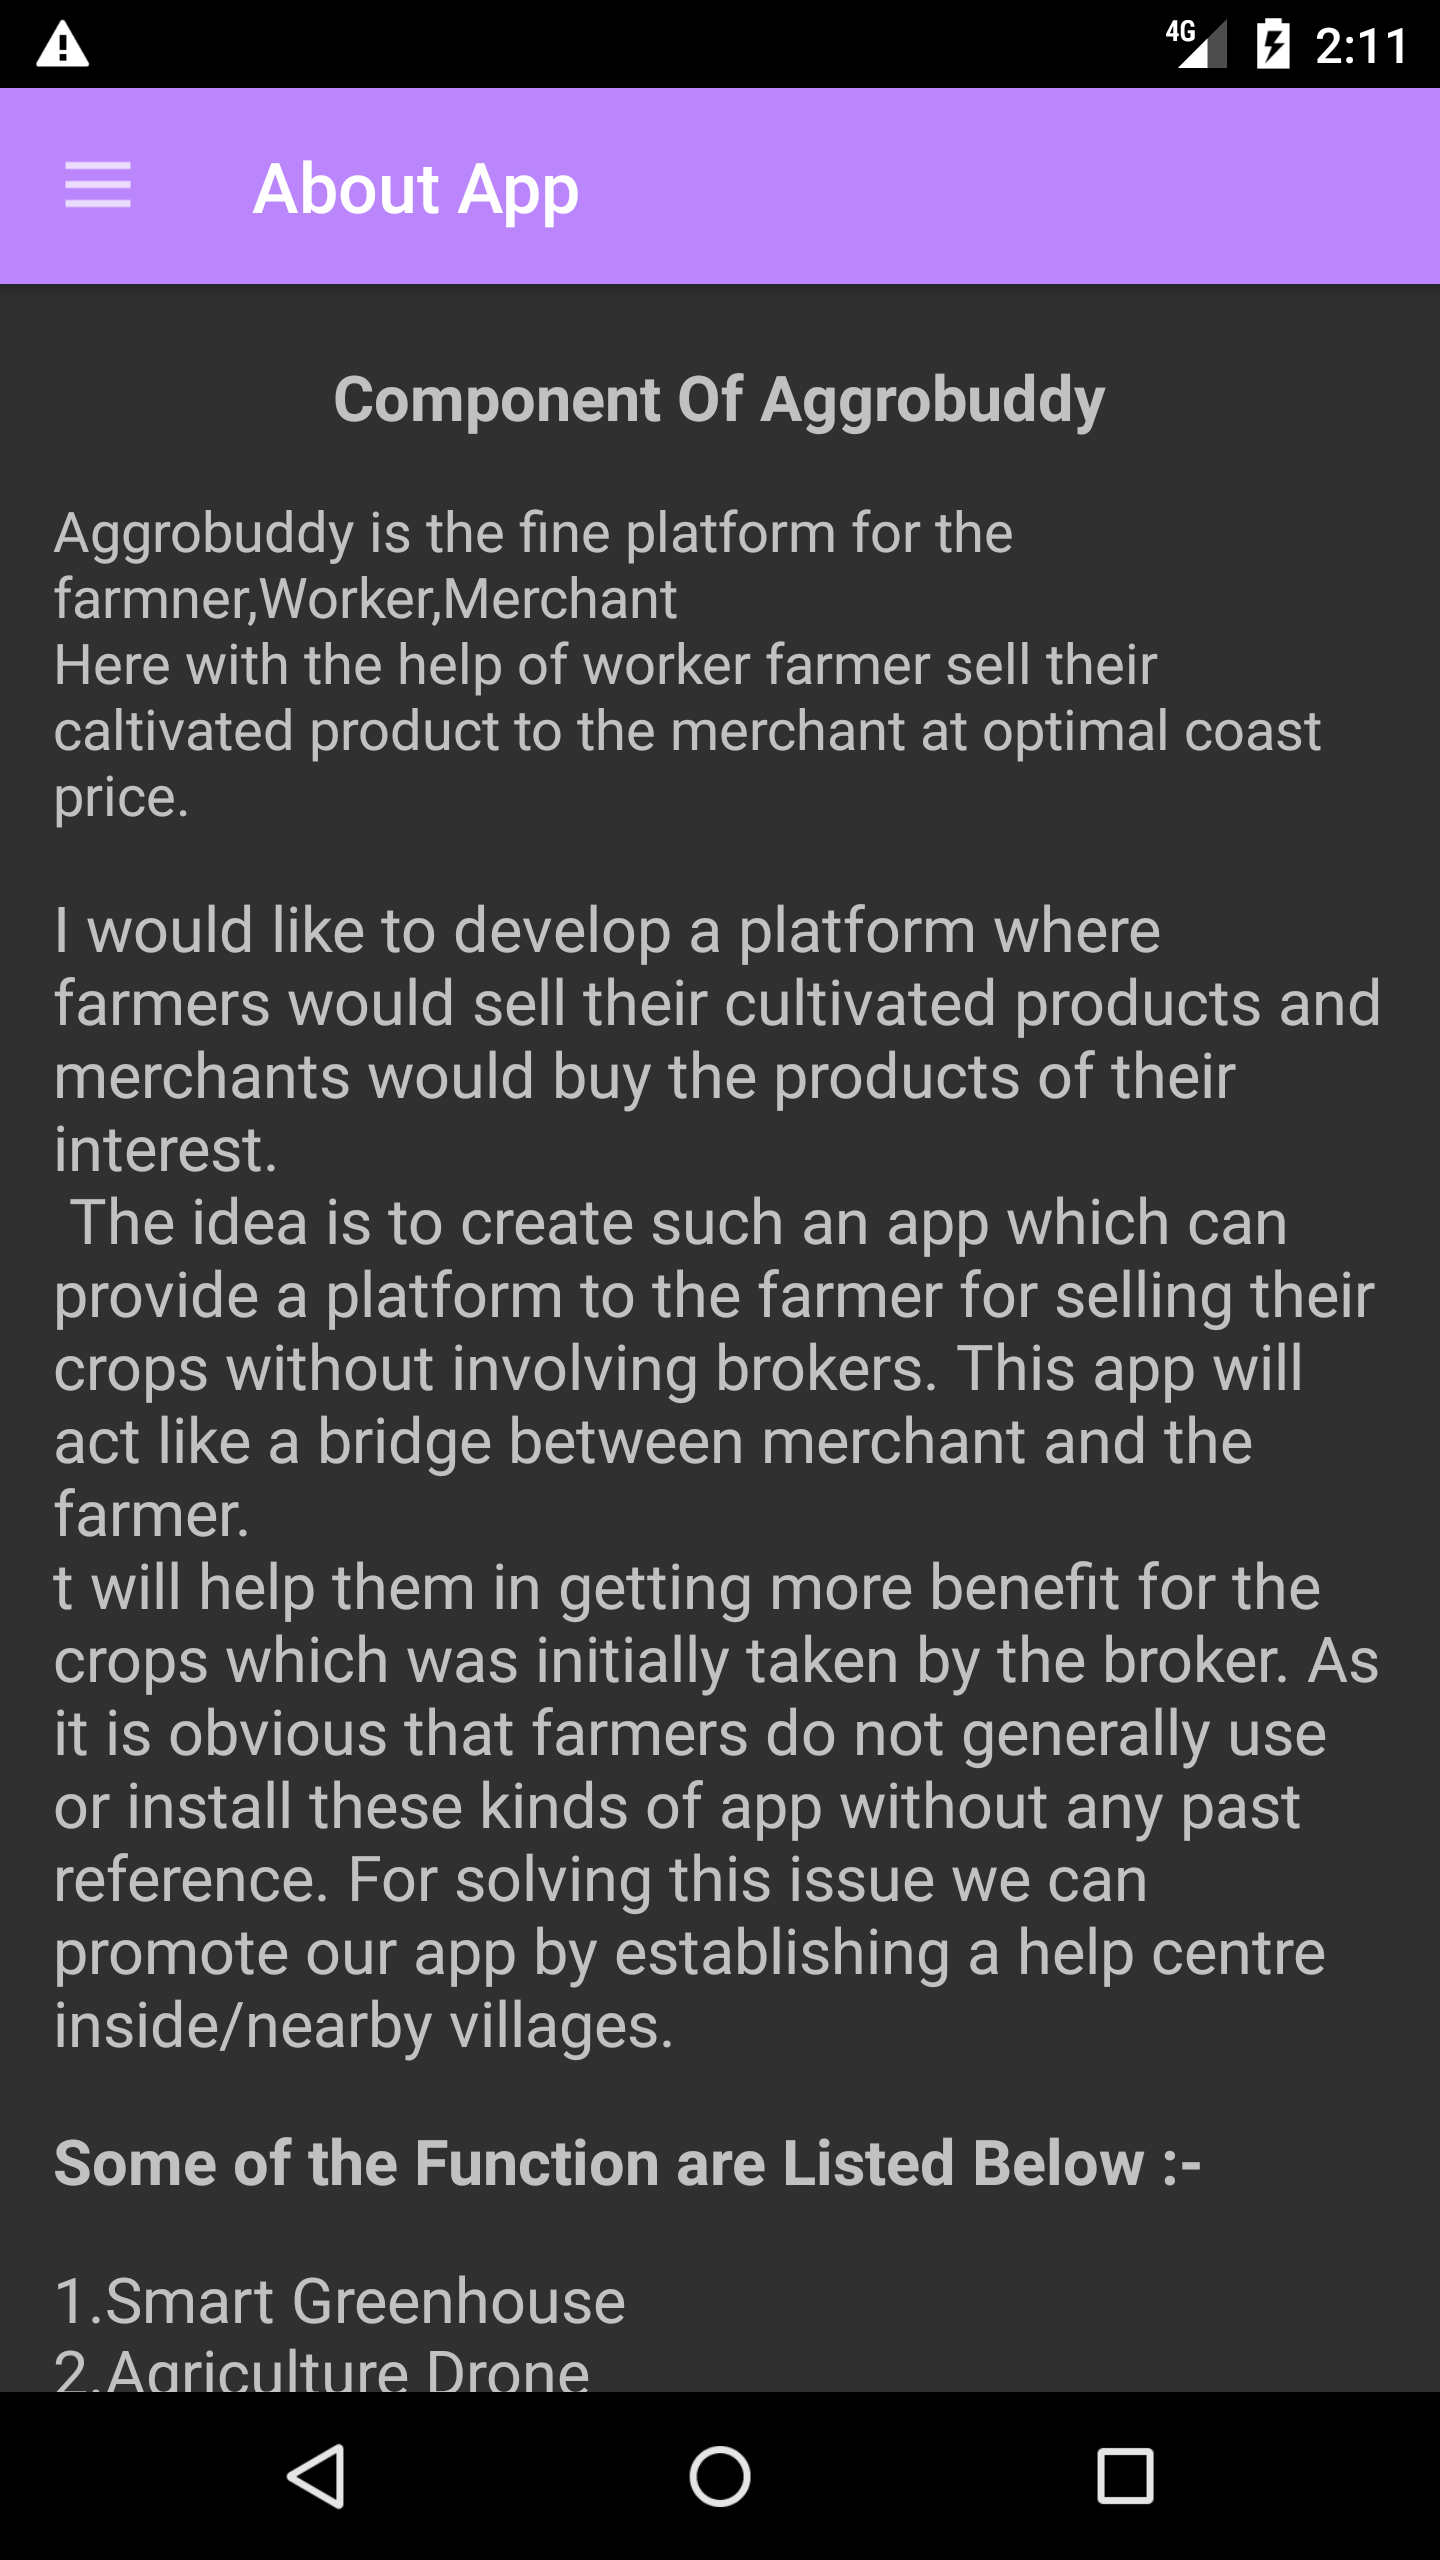 4G 2:11
About App
Component Of Aggrobuddy
Aggrobuddy is the fine platform for the
farmner,Worker,Merchant
Here with the help of worker farmer sell their
caltivated product to the merchant at optimal coast
price.
I would like to develop a platform where
farmers would sell their cultivated products and
merchants would buy the products of their
interest.
The idea is to create such an app which can
provide a platform to the farmer for selling their
crops without involving brokers. This app will
act like a bridge between merchant and the
farmer.
t will help them in getting more benefit for the
crops which was initially taken by the broker. As
it is obvious that farmers do not generally use
or install these kinds of app without any past
reference. For solving this issue we can
promote our app by establishing a help centre
inside/nearby villages.
Some of the Function are Listed Below :-
1.Smart Greenhouse
2.Agriculture Drone